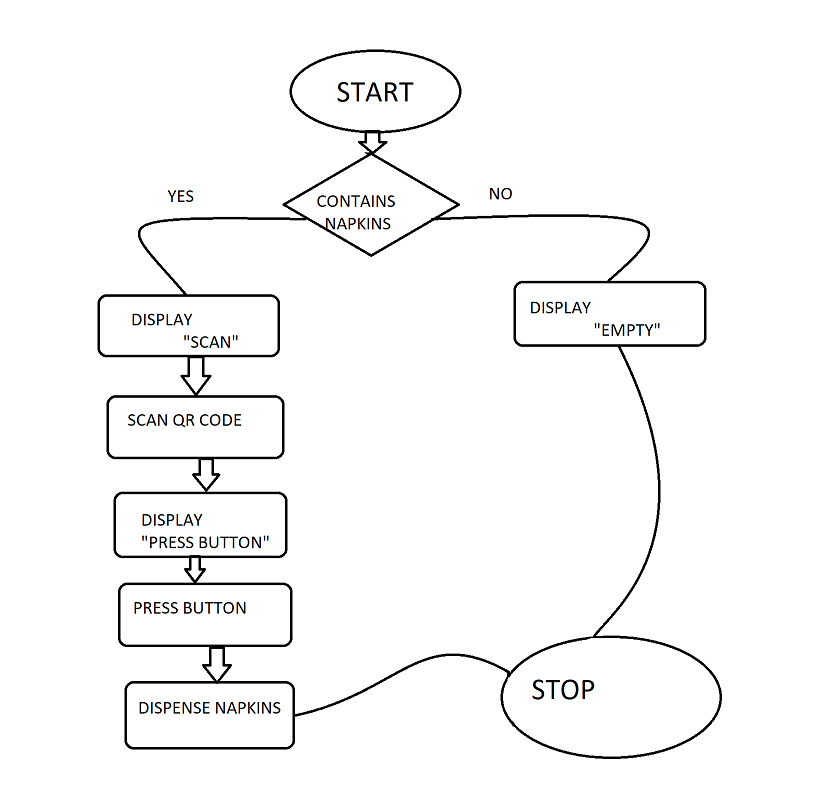 START
CONTAINS
NAPKINS
YES
NO
DISPLAY
"SCAN"
SCAN QR CODE
DISPLAY
"PRESS BUTTON"
PRESS BUTTON
DISPENSE NAPKINS
DISPLAY
"EMPTY"
STOP